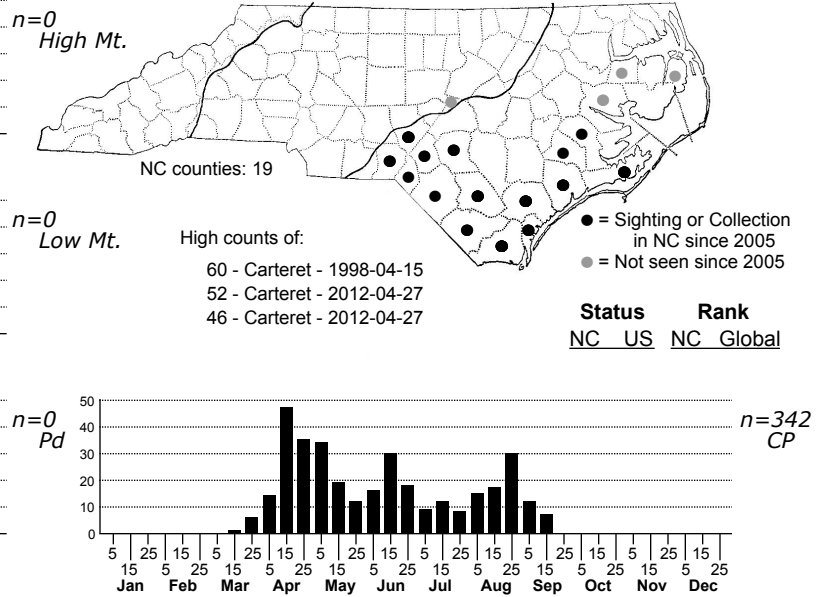 n=0
High Mt.
NC counties: 19
n=0
Low Mt.
High counts of:
60 - Carteret - 1998-04-15
52 - Carteret - 2012-04-27
46 - Carteret - 2012-04-27
= Sighting or Collection
in NC since 2005
= Not seen since 2005
Status Rank
NC US NC Global
n=0
Pd
50
40
30
20
10
0
n=342
CP
5 25 15 5 25 15 5 25 15 5 25 15 5 25 15 5 25 15
15 5 25 15 5 25 15 5 25 15 5 25 15 5 25 15 5 25
Jan Feb Mar Apr May Jun Jul Aug Sep Oct Nov Dec